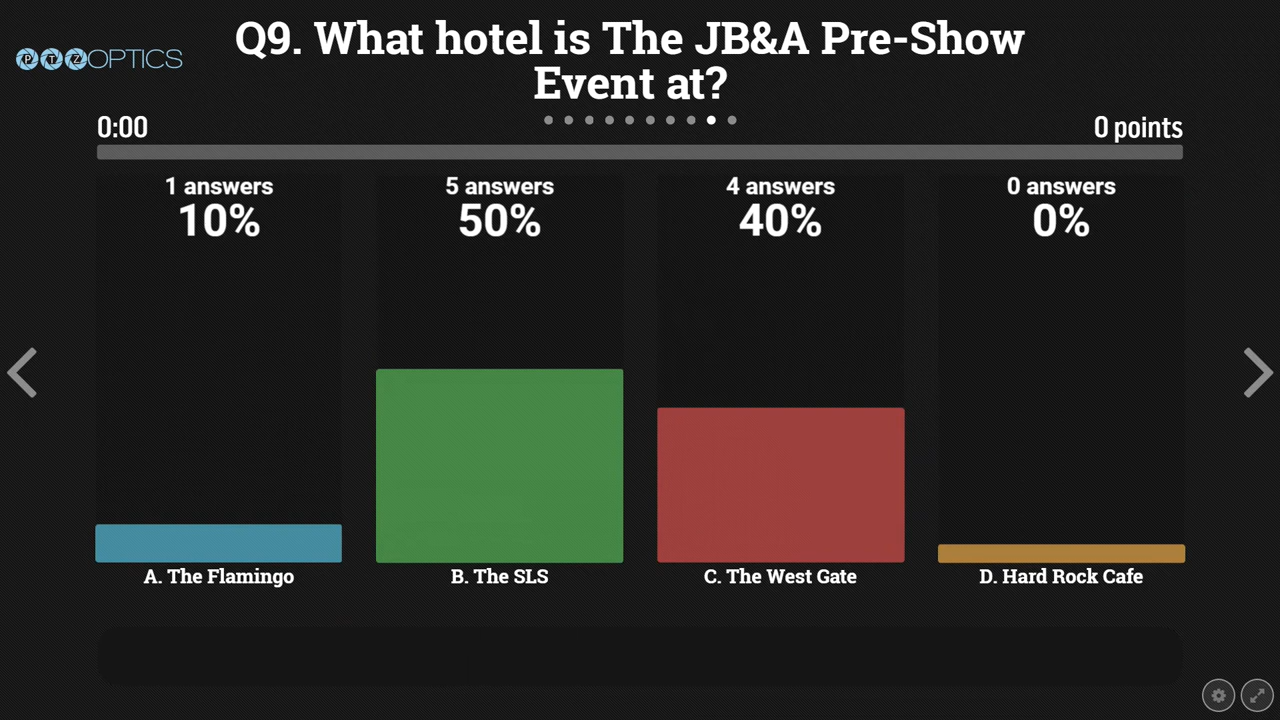 Q9. What hotel is The JB&A Pre-Show
Event at?
PTZOPTICS
0:00
0 points
1 answers
10%
5 answers
50%
4 answers
40%
0 answers
0%
A. The Flamingo
B. The SLS
C. The West Gate
D. Hard Rock Cafe